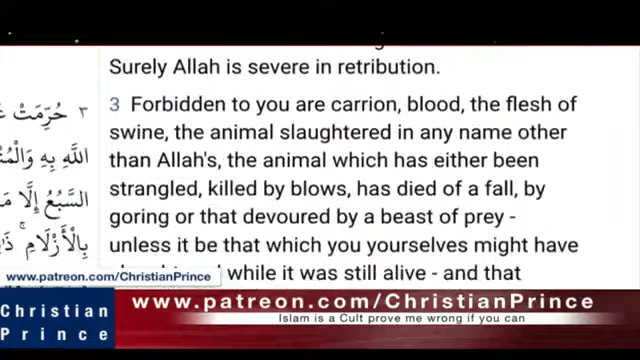 Surely Allah is severe in retribution.
3 Forbidden to you are carrion, blood, the flesh of
swine, the animal slaughtered in any name other
than Allah's, the animal which has either been
strangled, killed by blows, has died of a fall, by
goring or that devoured by a beast of prey -
unless it be that which you yourselves might have
while it was still alive - and that
٣ حُرِّمَتْ
اللَّهِ بِهِ
السَّبُعُ إِلَّا
بِالْأَزْلَامِ ۚ
www.patreon.com/ChristianPrince
www.patreon.com/ChristianPrince
Islam is a Cult prove me wrong if you can
Christian
Prince